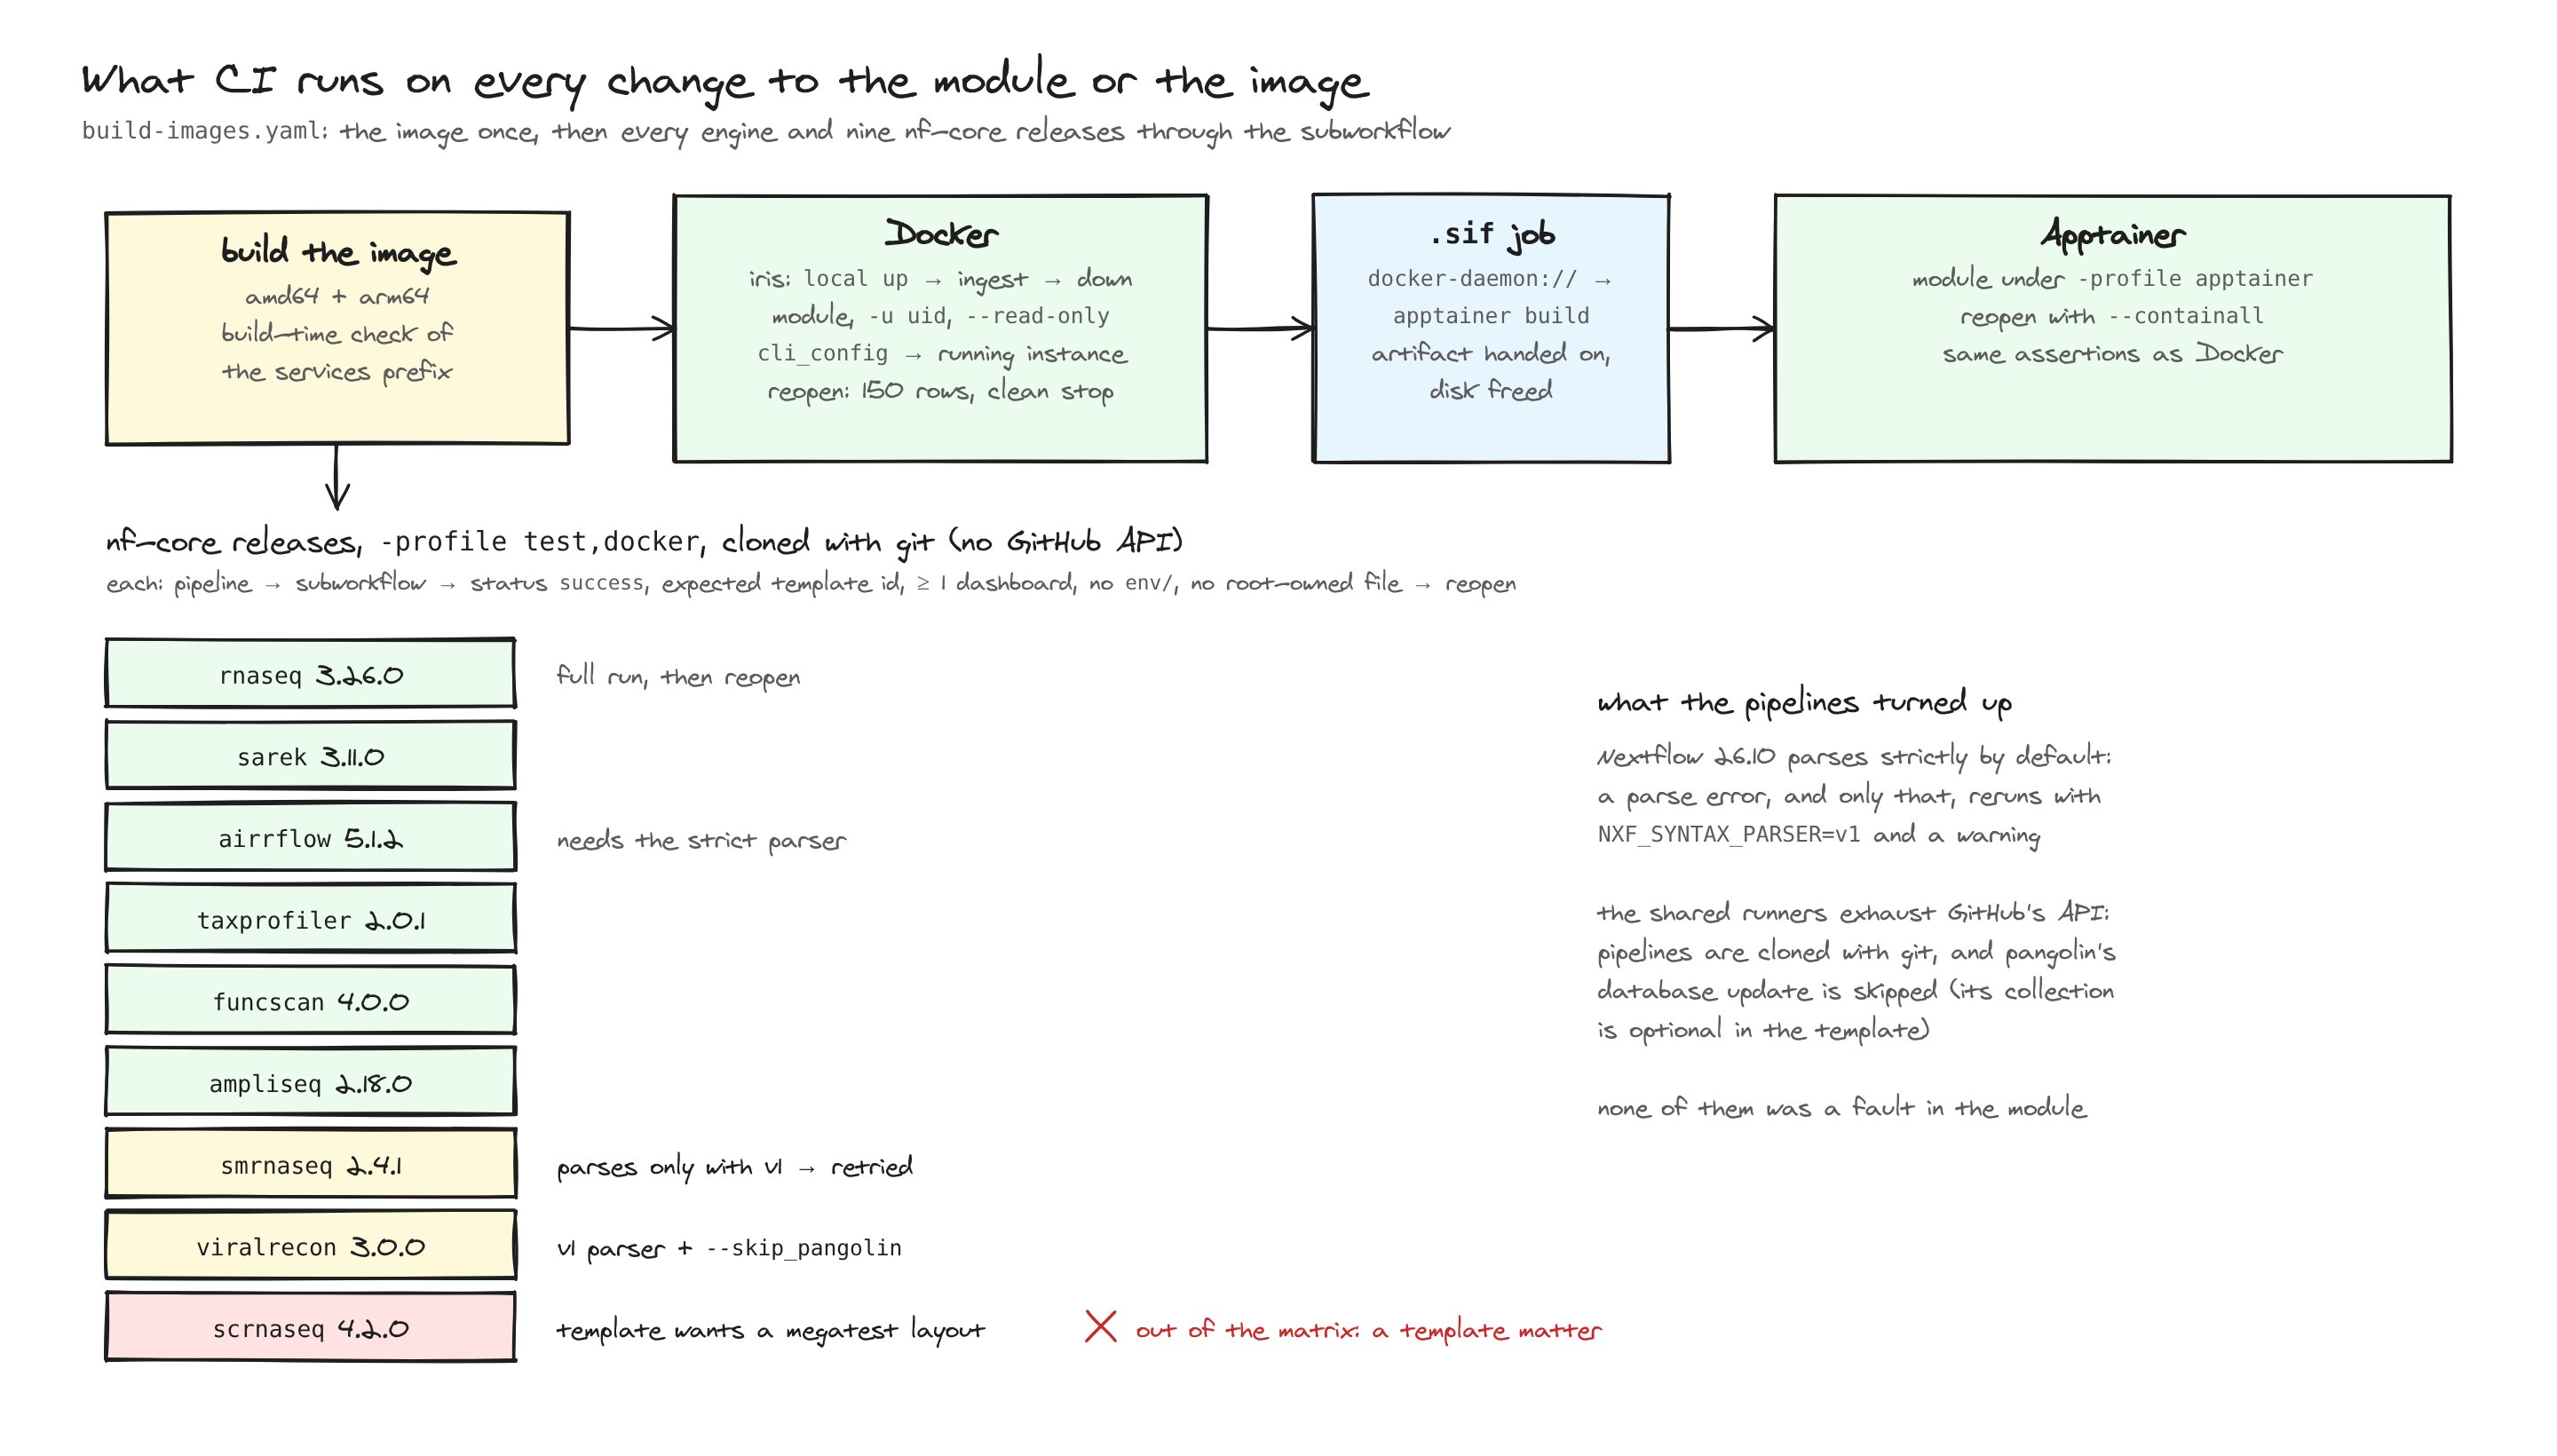 What CI runs on every change to the module or the image
build-images.yaml: the image once, then every engine and nine nf-core releases through the subworkflow
build the image
amd64 + arm64
build-time check of
the services prefix
Docker
iris: local up → ingest → down
module, -u uid, --read-only
cli_config → running instance
reopen: 150 rows, clean stop
.sif job
docker-daemon:// →
apptainer build
artifact handed on,
disk freed
Apptainer
module under -profile apptainer
reopen with --containall
same assertions as Docker
nf-core releases, -profile test,docker, cloned with git (no GitHub API)
each: pipeline → subworkflow → status success, expected template id, ≥ 1 dashboard, no env/, no root-owned file → reopen
rnaseq 3.26.0
full run, then reopen
sarek 3.11.0
airrflow 5.1.2
needs the strict parser
taxprofiler 2.0.1
funcscan 4.0.0
ampliseq 2.18.0
smrnaseq 2.4.1
parses only with v1 → retried
viralrecon 3.0.0
v1 parser + --skip_pangolin
scrnaseq 4.2.0
template wants a megatest layout
out of the matrix: a template matter
what the pipelines turned up
Nextflow 26.10 parses strictly by default:
a parse error, and only that, reruns with
NXF_SYNTAX_PARSER=v1 and a warning
the shared runners exhaust GitHub's API:
pipelines are cloned with git, and pangolin's
database update is skipped (its collection
is optional in the template)
none of them was a fault in the module